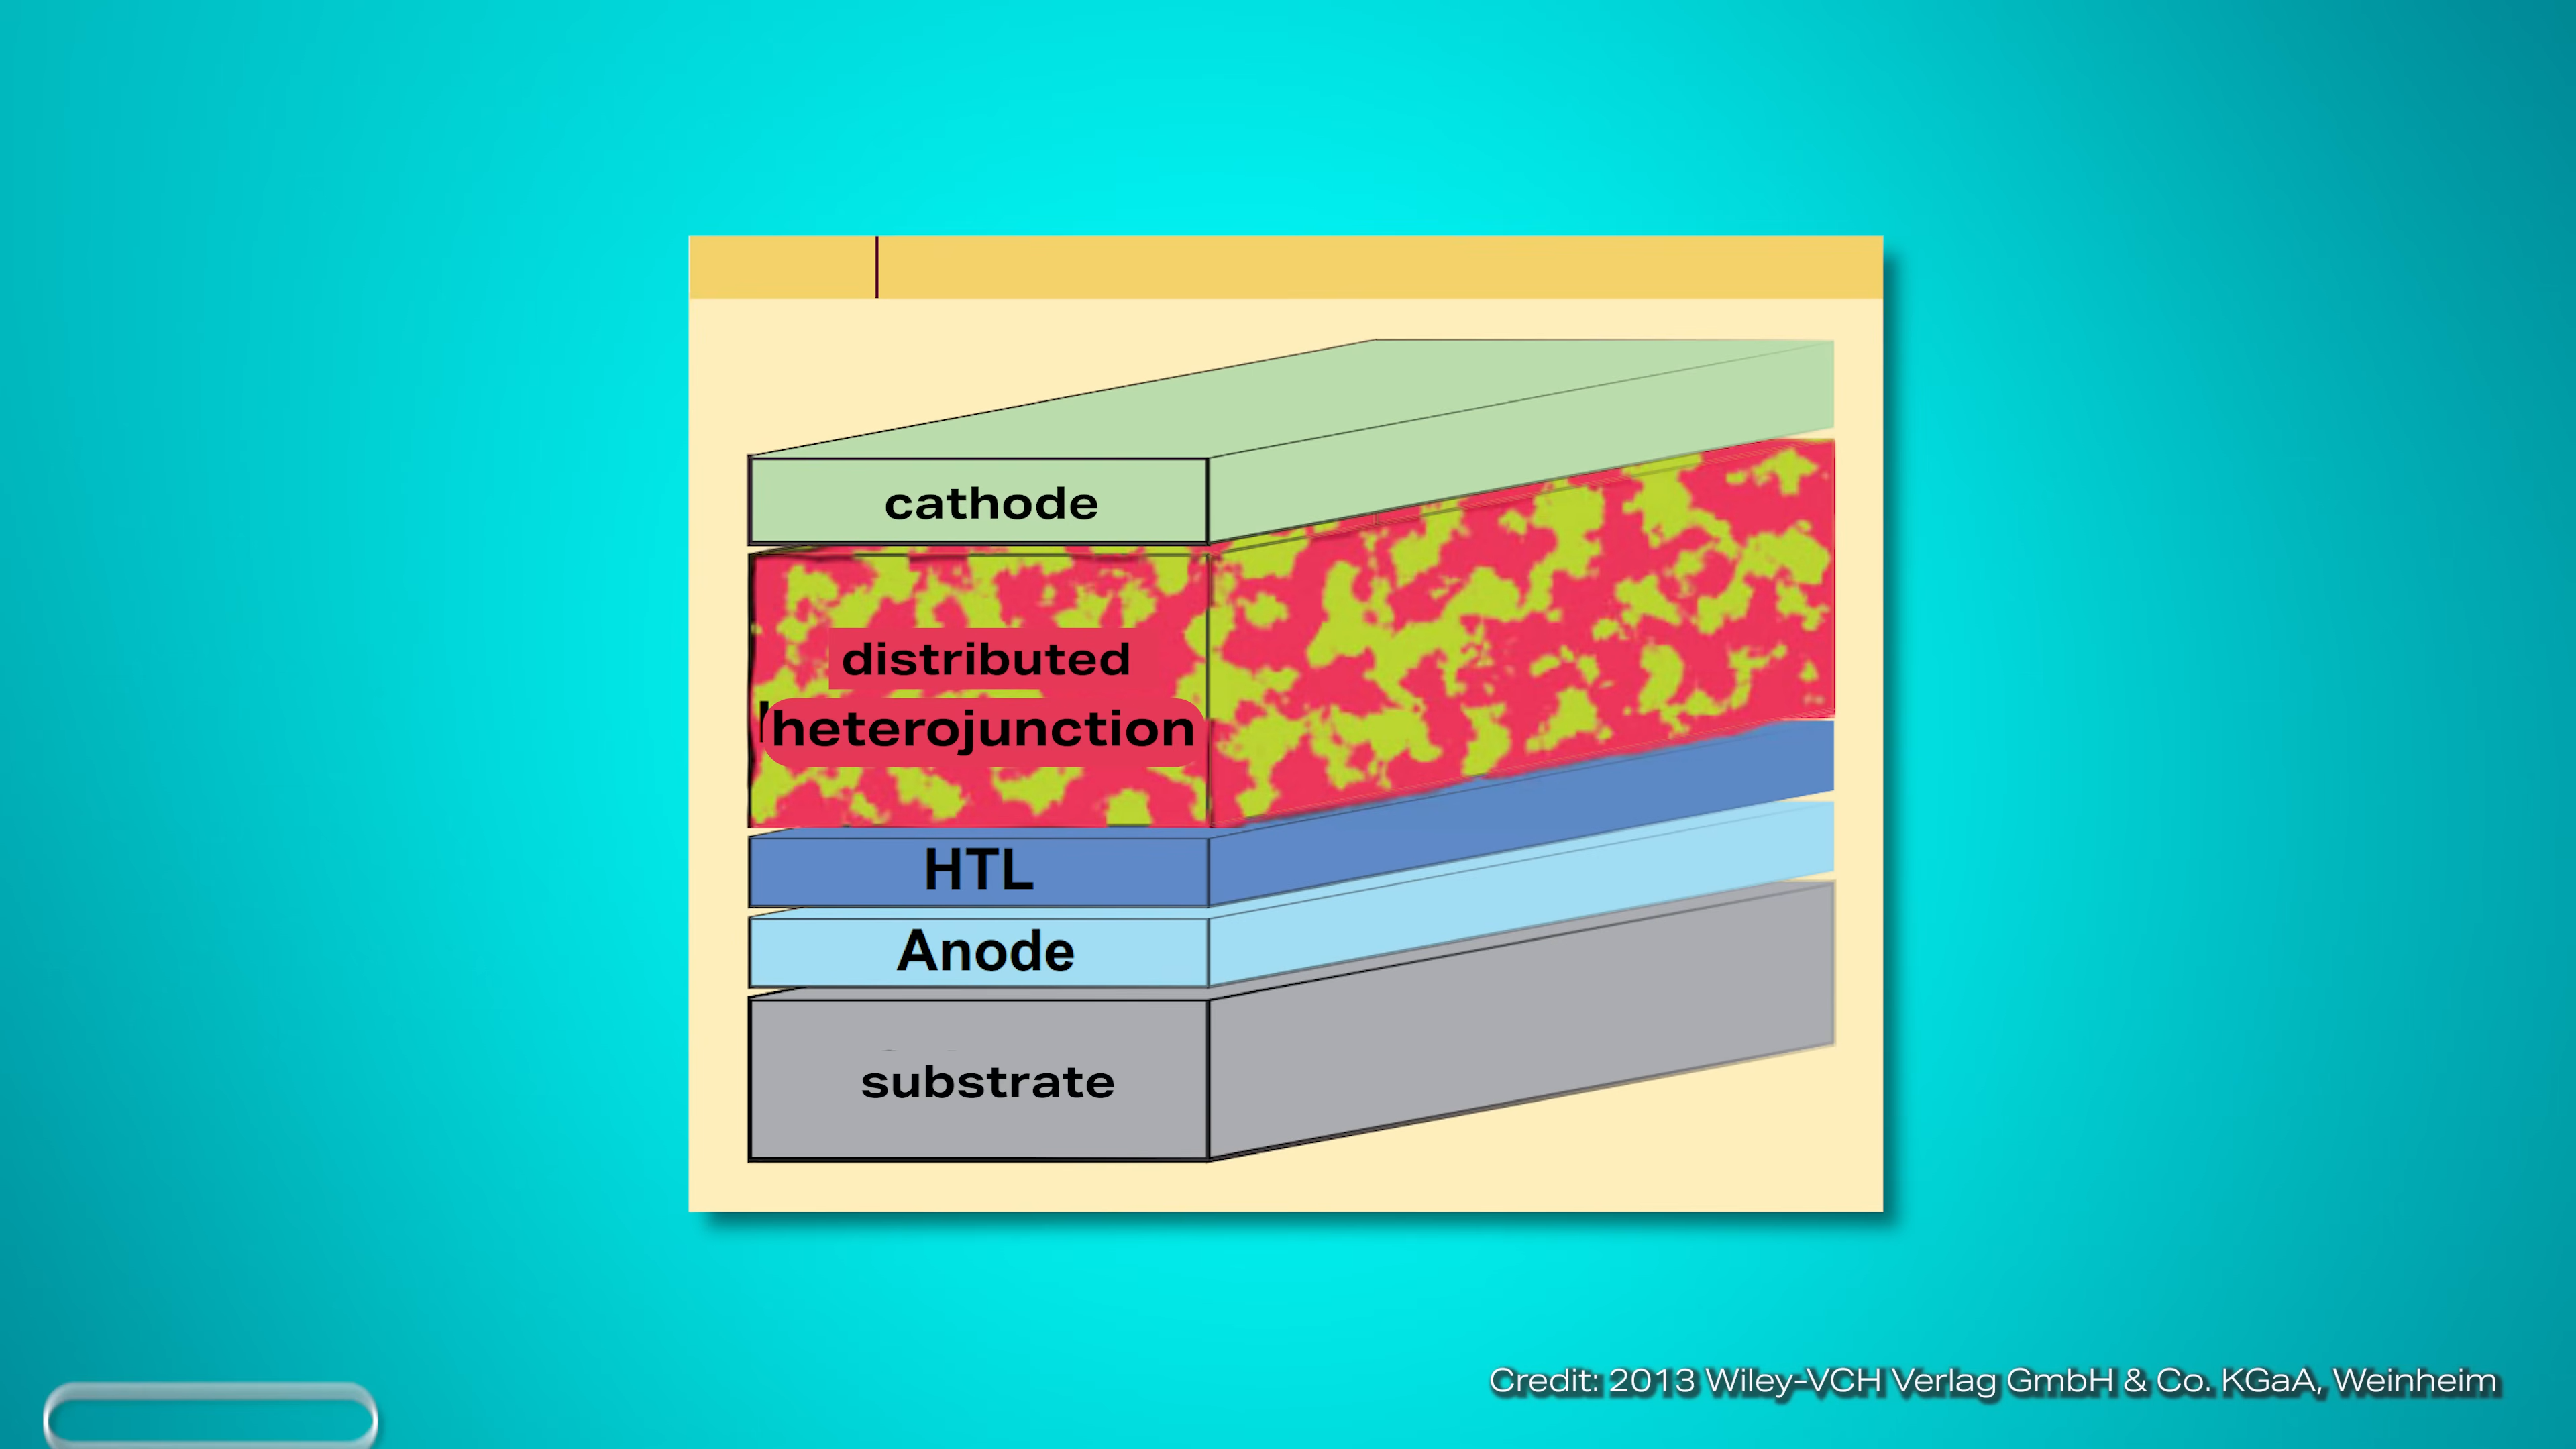 cathode
distributed
heterojunction
HTL
Anode
substrate
Credit: 2013 Wiley-VCH Verlag GmbH & Co. KGaA, Weinheim